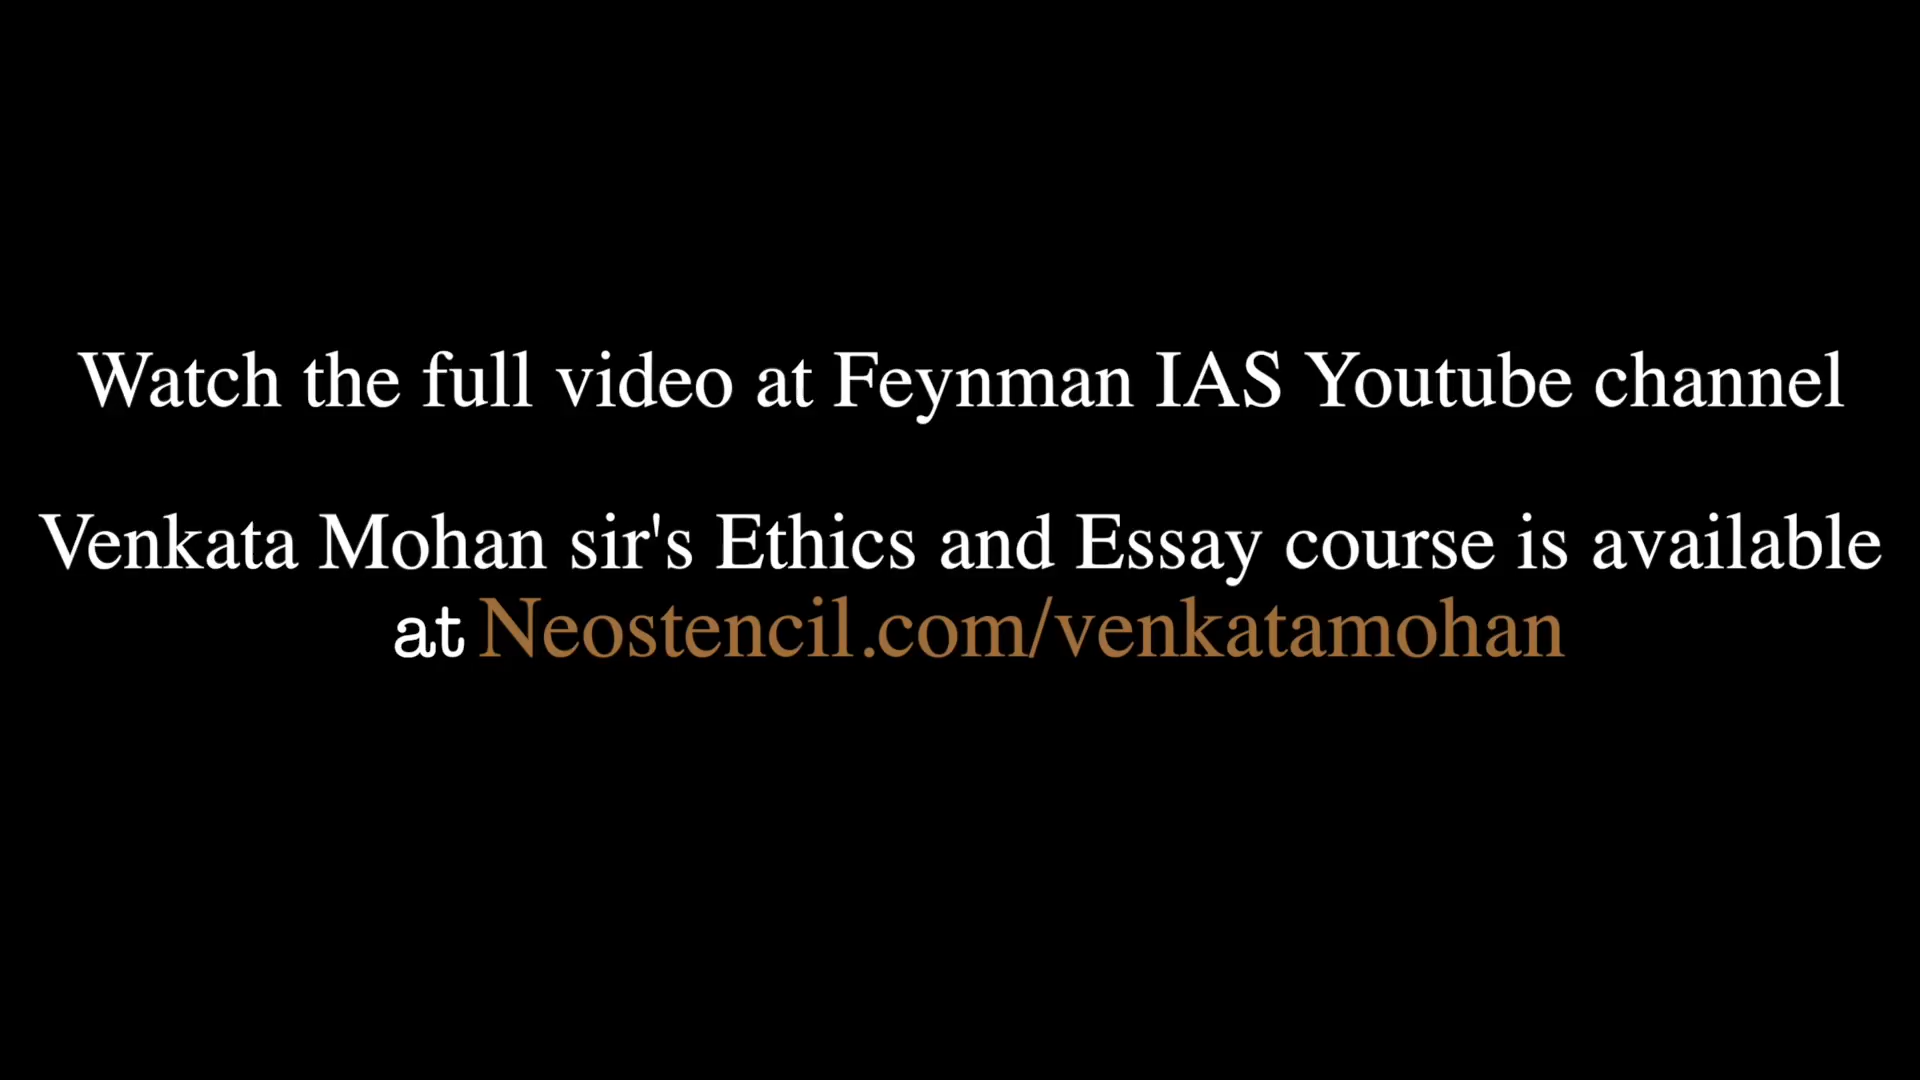 Watch the full video at Feynman IAS Youtube channel
Venkata Mohan sir's Ethics and Essay course is available
at Neostencil.com/venkatamohan